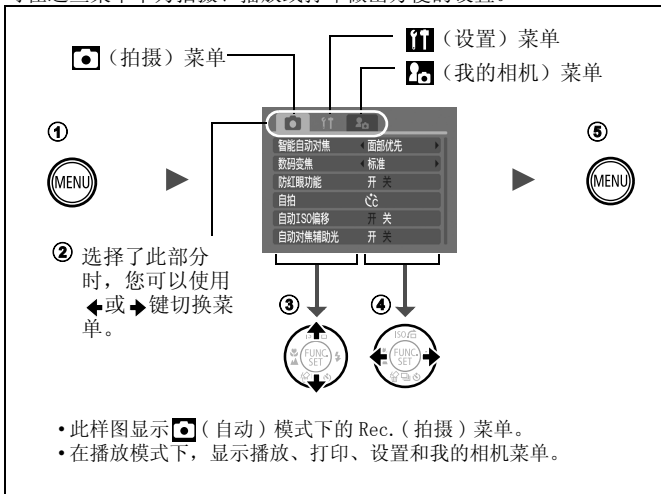 （拍摄）菜单
（设置）菜单
（我的相机）菜单
①
MENU
智能自动对焦 面部优先
数码变焦 标准
防红眼功能 开 关
自拍
自动ISO偏移 开 关
自动对焦辅助光 开 关
⑤
MENU
② 选择了此部分
时，您可以使用
或键切换菜
单。
③
④
FUNC.
SET
ISO
FUNC.
SET
•此样图显示（自动）模式下的 Rec.（拍摄）菜单。
•在播放模式下，显示播放、打印、设置和我的相机菜单。